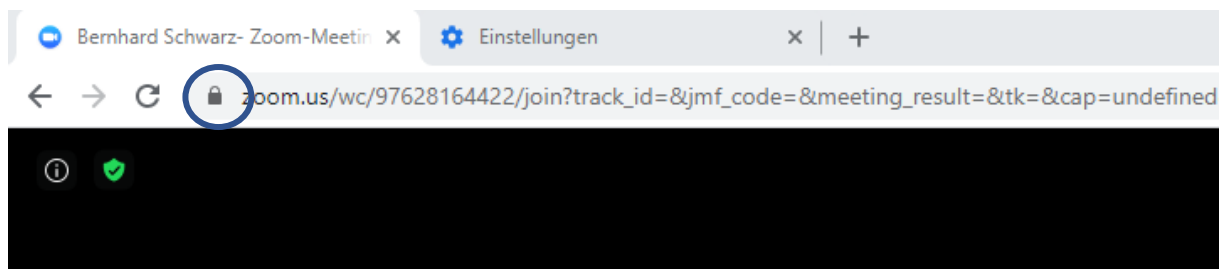 Bernhard Schwarz- Zoom-Meetin
Einstellungen
zoom.us/wc/97628164422/join?track_id=&jmf_code=&meeting_result=&tk=&cap=undefined